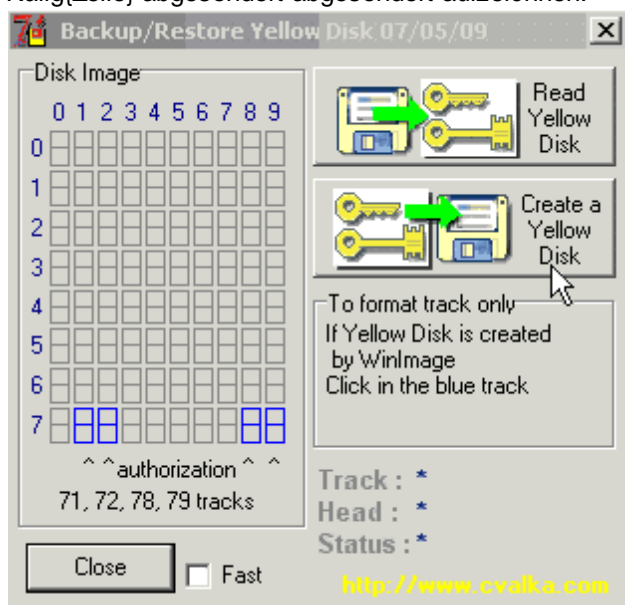 Backup/Restore Yellow Disk 07/05/09
Disk Image
0 1 2 3 4 5 6 7 8 9
0
1
2
3
4
5
6
7
^ ^authorization ^ ^
71, 72, 78, 79 tracks
Close
Fast
Read
Yellow
Disk
Create a
Yellow
Disk
To format track only
If Yellow Disk is created
by WinImage
Click in the blue track
Track : *
Head : *
Status : *
http://www.cvalka.com